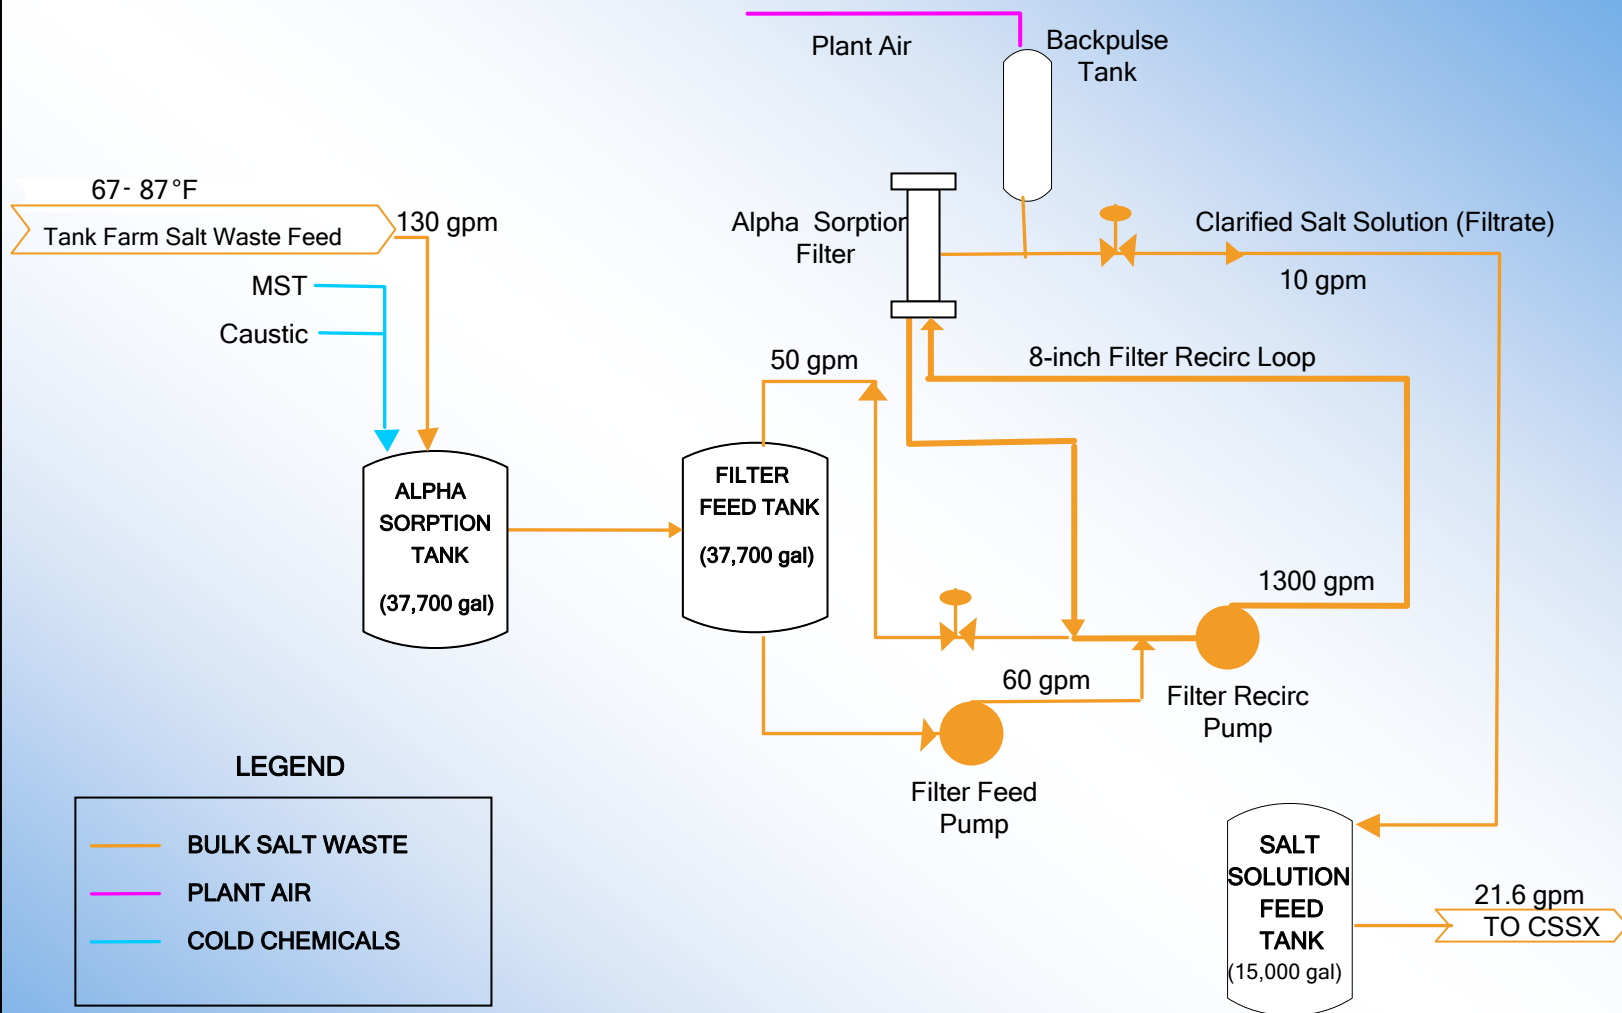 Plant Air
Backpulse
Tank
67- 87°F
Tank Farm Salt Waste Feed
130 gpm
MST
Caustic
Alpha Sorption
Filter
Clarified Salt Solution (Filtrate)
10 gpm
50 gpm
8-inch Filter Recirc Loop
ALPHA
SORPTION
TANK
(37,700 gal)
FILTER
FEED TANK
(37,700 gal)
1300 gpm
60 gpm
Filter Recirc
Pump
Filter Feed
Pump
SALT
SOLUTION
FEED
TANK
(15,000 gal)
21.6 gpm
TO CSSX
LEGEND
BULK SALT WASTE
PLANT AIR
COLD CHEMICALS